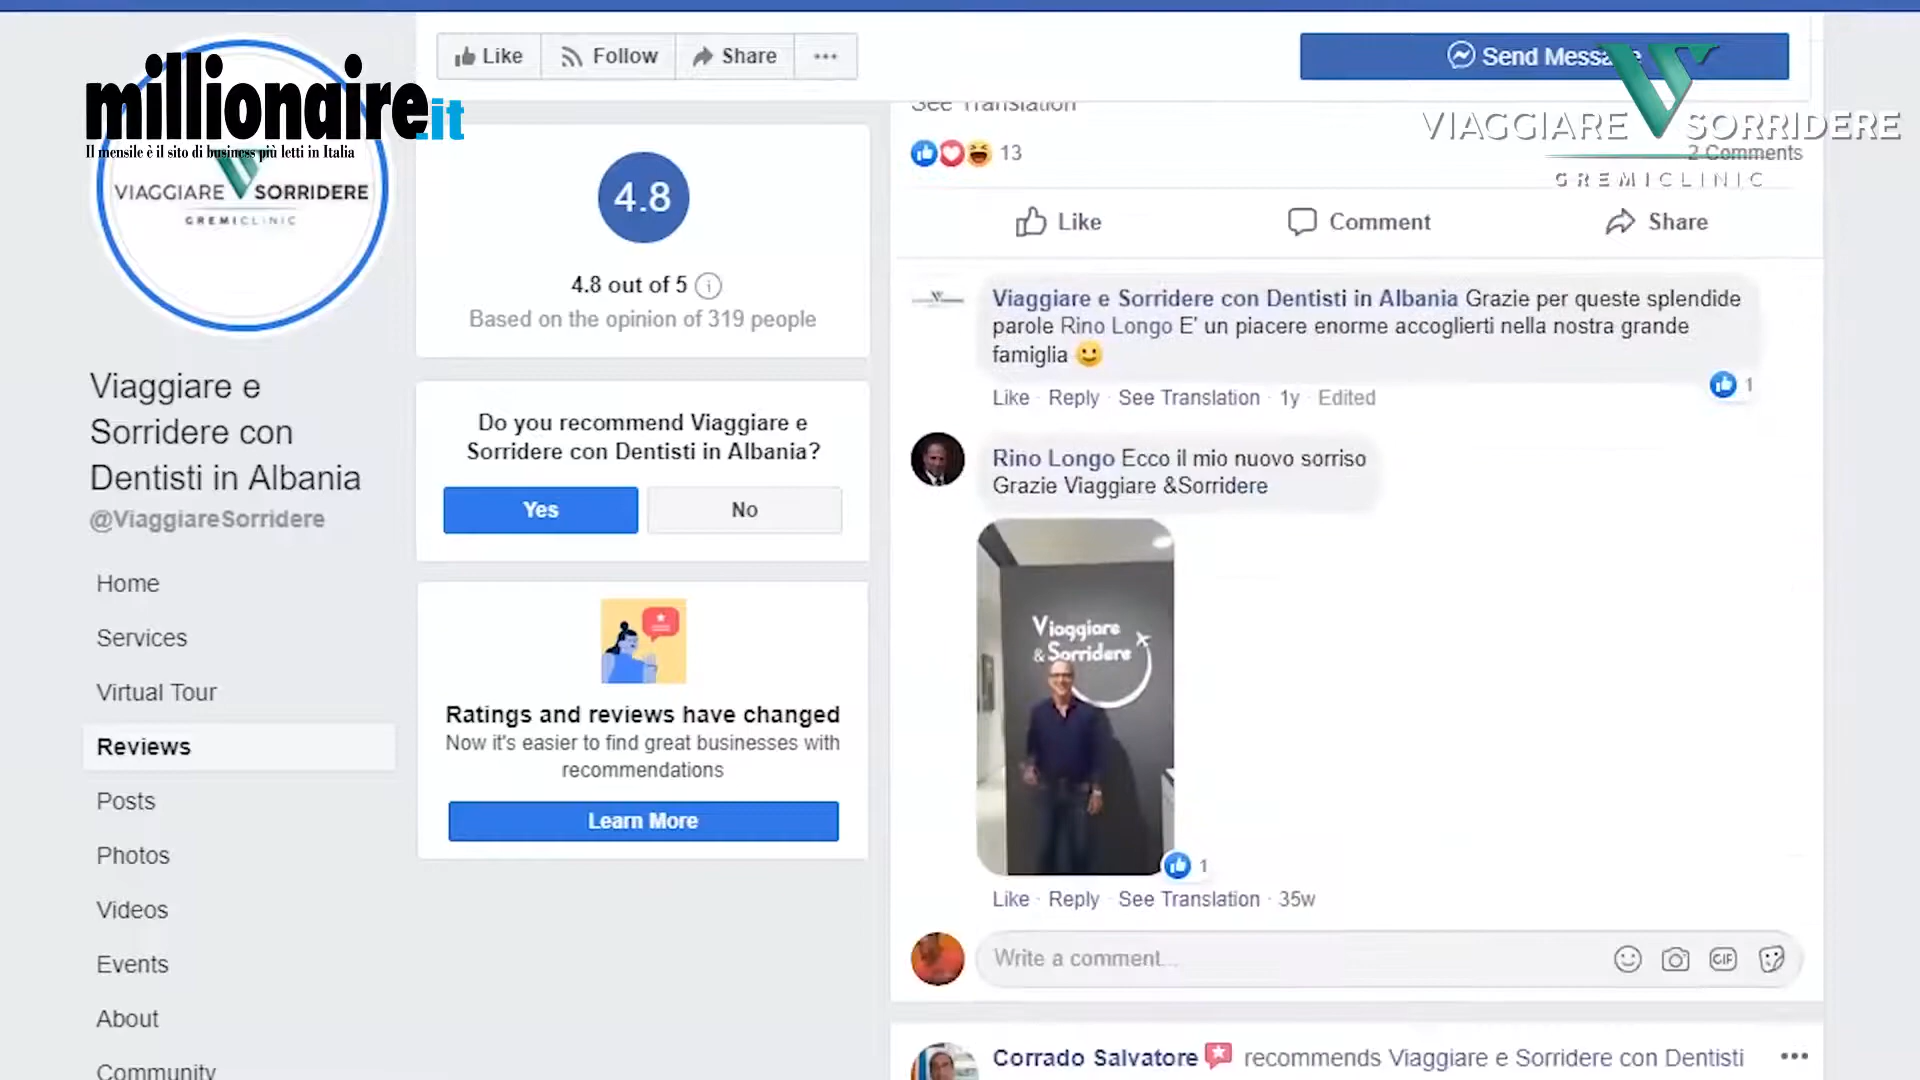 millionaire.it
Il mensile è il sito di business più letti in Italia
VIAGGIARE SORRIDERE
GREMICLINIC
Viaggiare e
Sorridere con
Dentisti in Albania
@ViaggiareSorridere
Home
Services
Virtual Tour
Reviews
Posts
Photos
Videos
Events
About
Community
Like
Follow
Share
4.8
4.8 out of 5
Based on the opinion of 319 people
Do you recommend Viaggiare e
Sorridere con Dentisti in Albania?
Yes
No
Ratings and reviews have changed
Now it's easier to find great businesses with
recommendations
Learn More
Send Message
VIAGGIARE SORRIDERE
GREMICLINIC
See Translation
13
2 Comments
Like
Comment
Share
Viaggiare e Sorridere con Dentisti in Albania Grazie per queste splendide
parole Rino Longo E' un piacere enorme accoglierti nella nostra grande
famiglia
1
Like · Reply · See Translation · 1y · Edited
Rino Longo Ecco il mio nuovo sorriso
Grazie Viaggiare &Sorridere
Viaggiare
& Sorridere
1
Like · Reply · See Translation · 35w
Write a comment...
GIF
Corrado Salvatore recommends Viaggiare e Sorridere con Dentisti